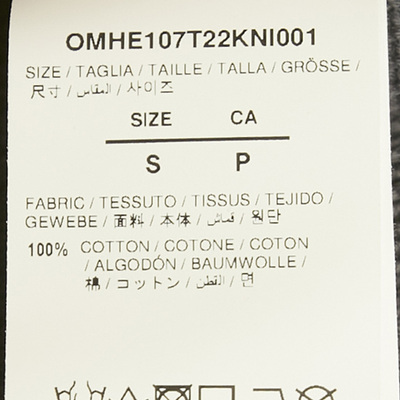 OMHE107T22KNI001
SIZE / TAGLIA / TAILLE / TALLA / GRÖSSE /
尺寸 / المقاس / 사이즈
SIZE CA
S P
FABRIC / TESSUTO / TISSUS / TEJIDO /
GEWEBE / 面料 / 本体 / قماش / 원단
100% COTTON / COTONE / COTON
/ ALGODÓN / BAUMWOLLE /
棉 / コットン / القطن / 면